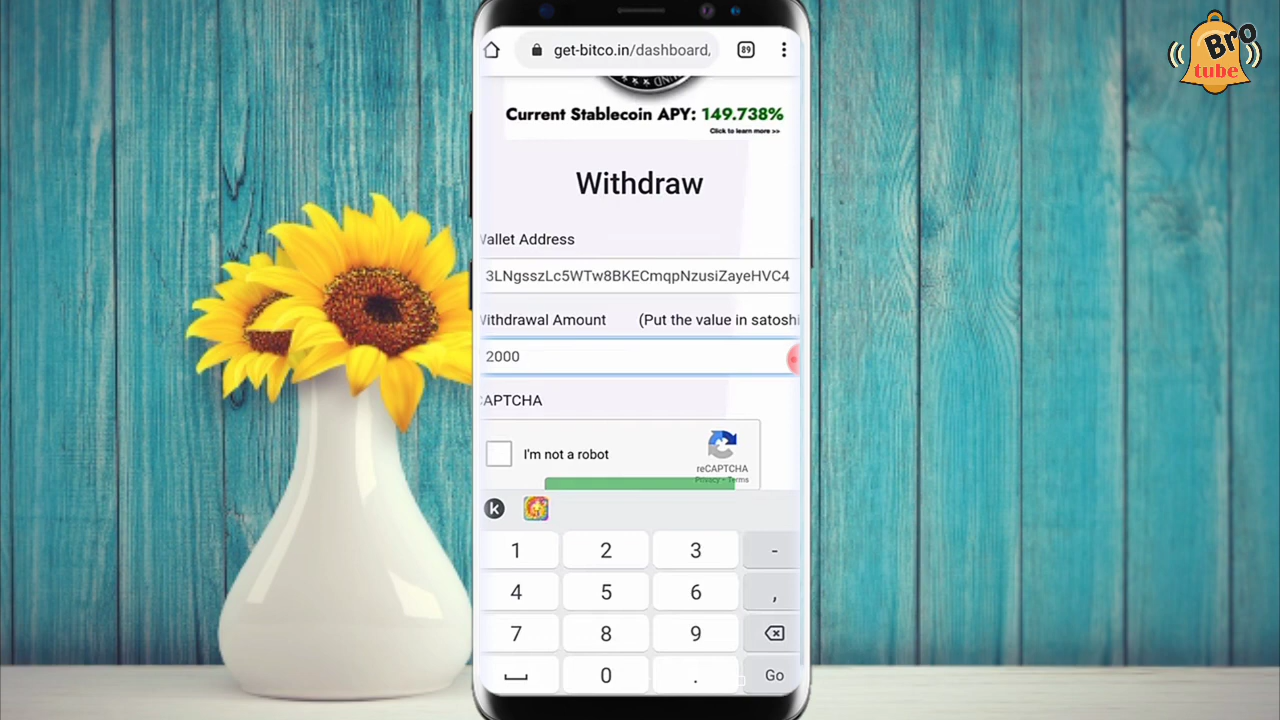 Bro
tube
get-bitco.in/dashboard,
89
Current Stablecoin APY: 149.738%
Click to learn more >>
Withdraw
Wallet Address
3LNgsszLc5WTw8BKECmqpNzusiZayeHVC4
Withdrawal Amount (Put the value in satoshi
2000
CAPTCHA
I'm not a robot
reCAPTCHA
Privacy - Terms
k
1 2 3 -
4 5 6 ,
7 8 9
0 . Go